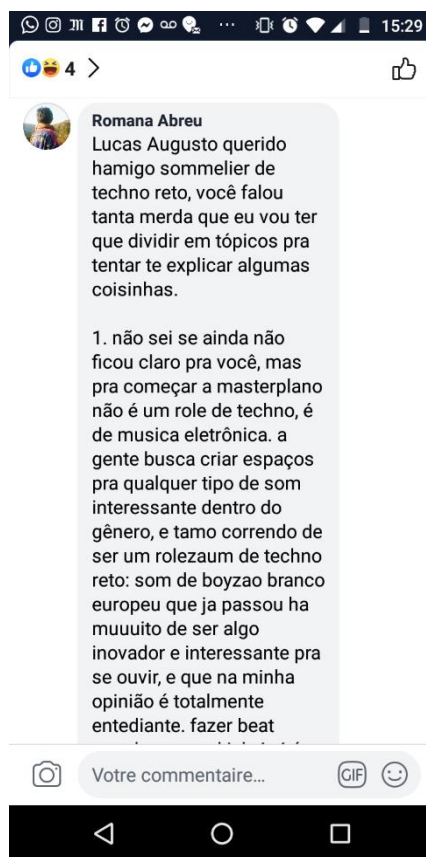 15:29
4
Romana Abreu
Lucas Augusto querido
hamigo sommelier de
techno reto, você falou
tanta merda que eu vou ter
que dividir em tópicos pra
tentar te explicar algumas
coisinhas.
1. não sei se ainda não
ficou claro pra você, mas
pra começar a masterplano
não é um role de techno, é
de musica eletrônica. a
gente busca criar espaços
pra qualquer tipo de som
interessante dentro do
gênero, e tamo correndo de
ser um rolezaum de techno
reto: som de boyzao branco
europeu que ja passou ha
muuuito de ser algo
inovador e interessante pra
se ouvir, e que na minha
opinião é totalmente
entediante. fazer beat
Votre commentaire...
GIF